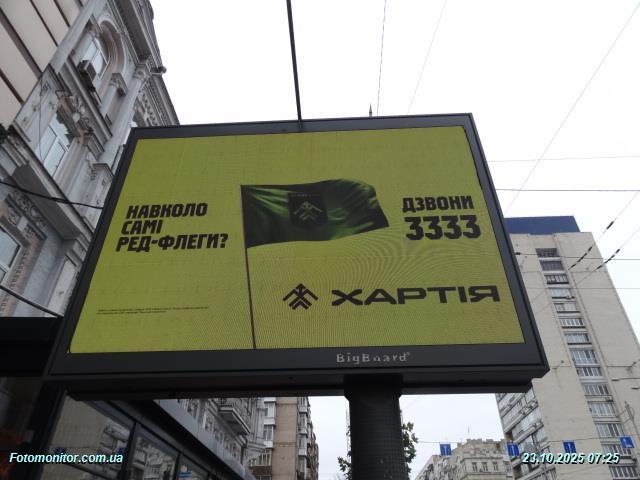 НАВКОЛО
САМІ
РЕД-ФЛЕГИ?
ДЗВОНИ
3333
ХАРТІЯ
BigBoard
Fotomonitor.com.ua
23.10.2025 07:25